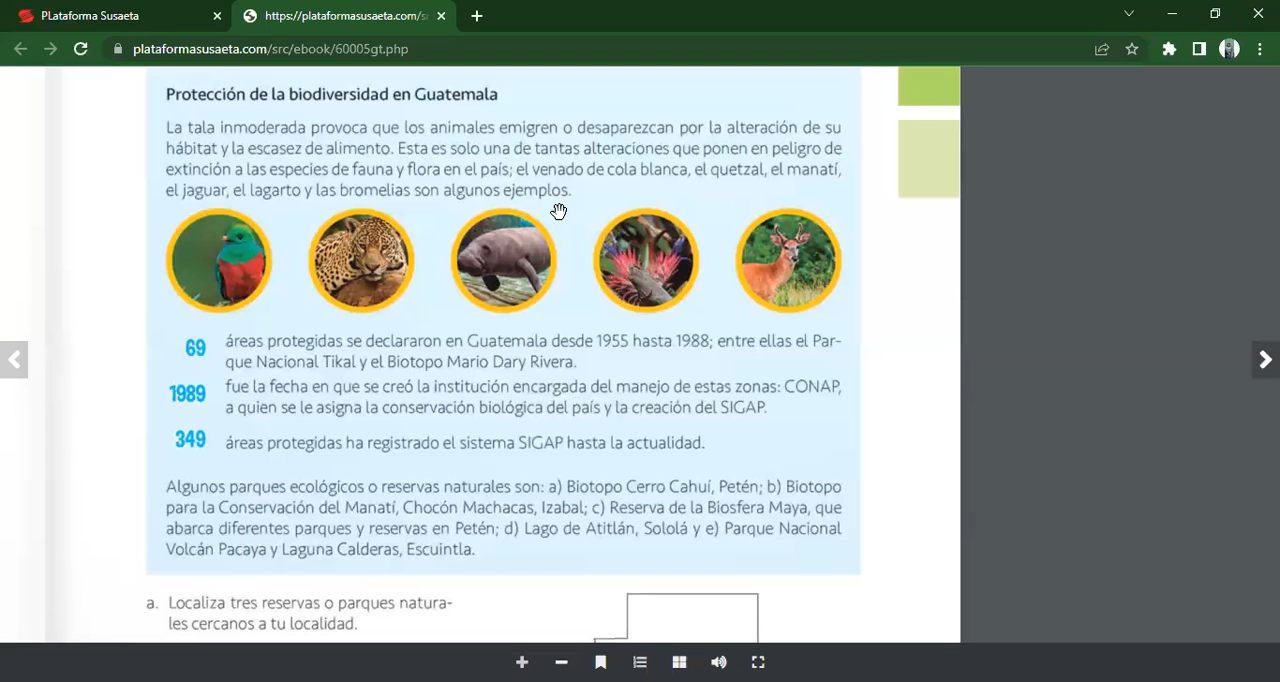 PLataforma Susaeta
https://plataformasusaeta.com/s
plataformasusaeta.com/src/ebook/60005gt.php
Protección de la biodiversidad en Guatemala
La tala inmoderada provoca que los animales emigren o desaparezcan por la alteración de su
hábitat y la escasez de alimento. Esta es solo una de tantas alteraciones que ponen en peligro de
extinción a las especies de fauna y flora en el país; el venado de cola blanca, el quetzal, el manatí,
el jaguar, el lagarto y las bromelias son algunos ejemplos.
69 áreas protegidas se declararon en Guatemala desde 1955 hasta 1988; entre ellas el Par-
que Nacional Tikal y el Biotopo Mario Dary Rivera.
1989 fue la fecha en que se creó la institución encargada del manejo de estas zonas: CONAP,
a quien se le asigna la conservación biológica del país y la creación del SIGAP.
349 áreas protegidas ha registrado el sistema SIGAP hasta la actualidad.
Algunos parques ecológicos o reservas naturales son: a) Biotopo Cerro Cahuí, Petén; b) Biotopo
para la Conservación del Manatí, Chocón Machacas, Izabal; c) Reserva de la Biosfera Maya, que
abarca diferentes parques y reservas en Petén; d) Lago de Atitlán, Sololá y e) Parque Nacional
Volcán Pacaya y Laguna Calderas, Escuintla.
a. Localiza tres reservas o parques natura-
les cercanos a tu localidad.